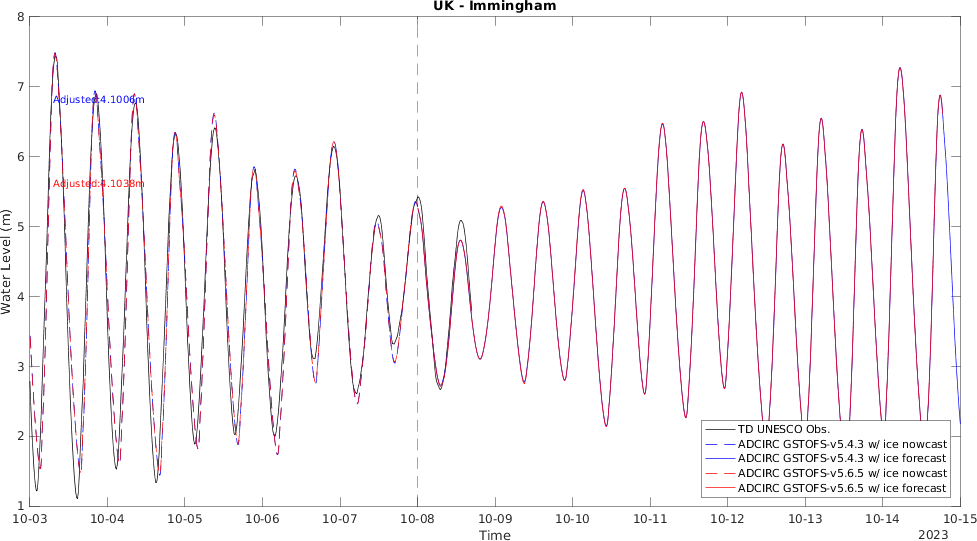 UK - Immingham
8
7
6
5
4
3
2
1
Water Level (m)
Adjusted:4.1006m
Adjusted:4.1038m
TD UNESCO Obs.
ADCIRC GSTOFS-v5.4.3 w/ ice nowcast
ADCIRC GSTOFS-v5.4.3 w/ ice forecast
ADCIRC GSTOFS-v5.6.5 w/ ice nowcast
ADCIRC GSTOFS-v5.6.5 w/ ice forecast
10-03 10-04 10-05 10-06 10-07 10-08 10-09 10-10 10-11 10-12 10-13 10-14 10-15
Time
2023